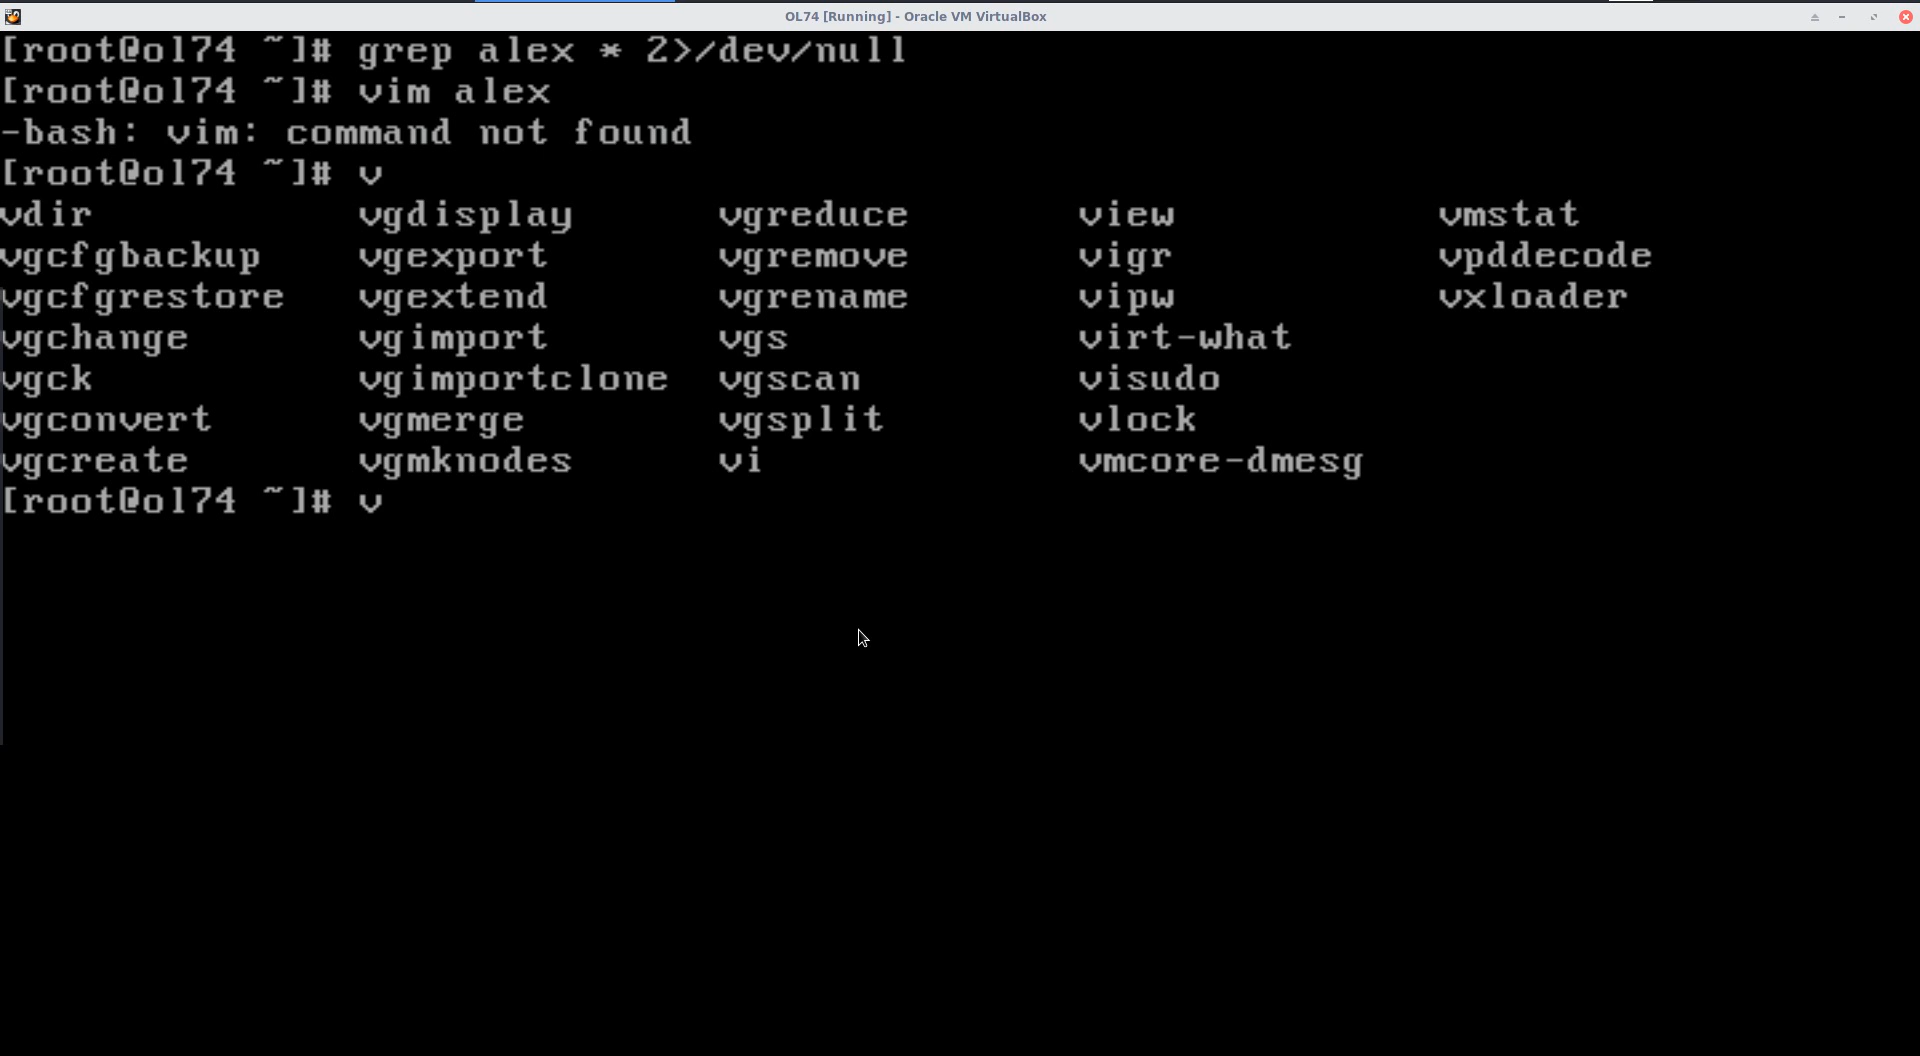 OL74 [Running] - Oracle VM VirtualBox
[root@ol74 ~]# grep alex * 2>/dev/null
[root@ol74 ~]# vim alex
-bash: vim: command not found
[root@ol74 ~]# v
vdir vgdisplay vgreduce view vmstat
vgcfgbackup vgexport vgremove vigr vpddecode
vgcfgrestore vgextend vgrename vipw vxloader
vgchange vgimport vgs virt-what
vgck vgimportclone vgscan visudo
vgconvert vgmerge vgsplit vlock
vgcreate vgmknodes vi vmcore-dmesg
[root@ol74 ~]# v